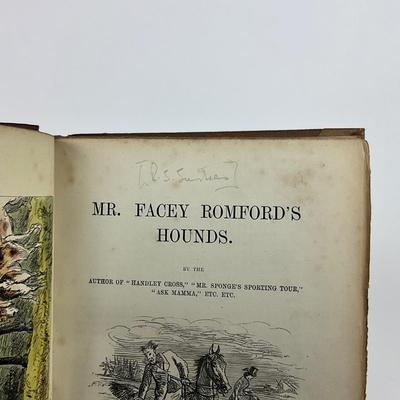 [R. S. Surtees]
MR. FACEY ROMFORD'S
HOUNDS.
BY THE
AUTHOR OF "HANDLEY CROSS," "MR. SPONGE'S SPORTING TOUR,"
"ASK MAMMA," ETC. ETC.